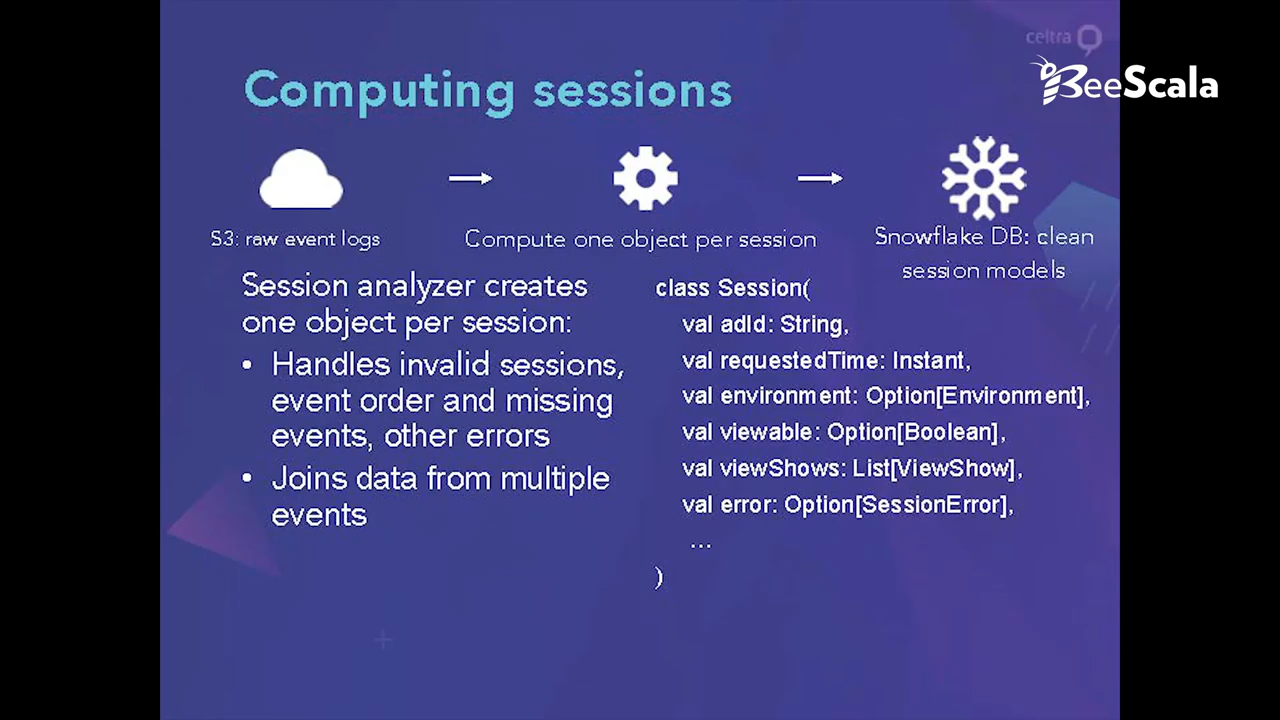 celtra
BeeScala
Computing sessions
S3: raw event logs
Compute one object per session
Snowflake DB: clean
session models
Session analyzer creates
one object per session:
• Handles invalid sessions,
event order and missing
events, other errors
• Joins data from multiple
events
class Session(
val adId: String,
val requestedTime: Instant,
val environment: Option[Environment],
val viewable: Option[Boolean],
val viewShows: List[ViewShow],
val error: Option[SessionError],
...
)